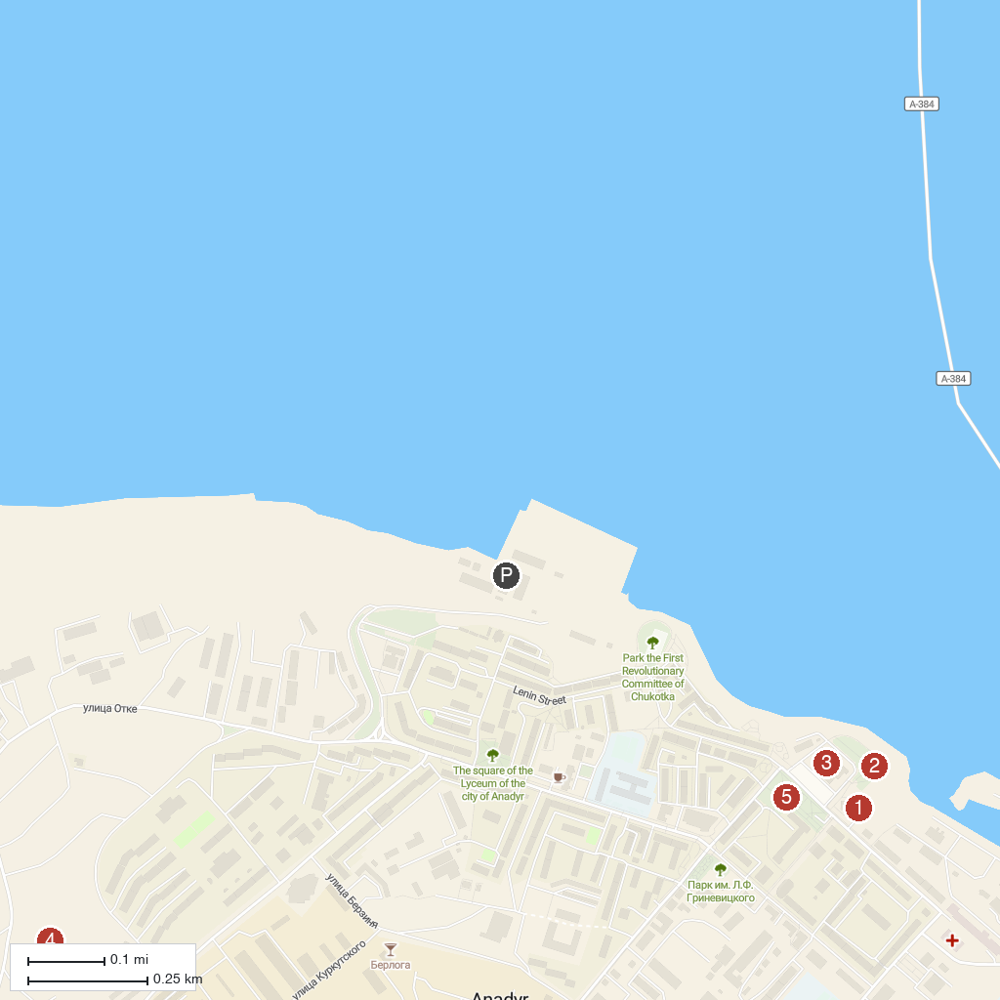 A-384
A-384
P
Park the First
Revolutionary
Committee of
Chukotka
Lenin Street
улица Отке
The square of the
Lyceum of the
city of Anadyr
3
2
5
1
Парк им. Л.Ф.
Гриневицкого
улица Берзиня
4
Берлога
улица Куркутского
0.1 mi
0.25 km
Anadyr